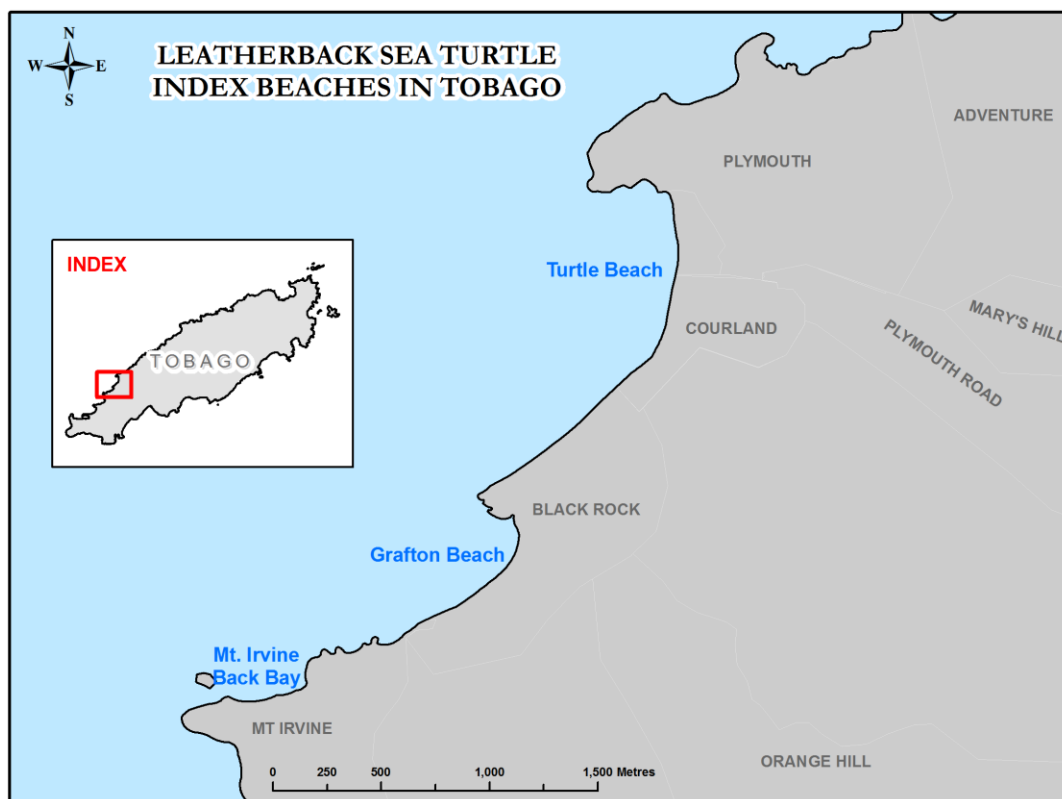 LEATHERBACK SEA TURTLE
INDEX BEACHES IN TOBAGO
N
W E
S
ADVENTURE
PLYMOUTH
INDEX
TOBAGO
Turtle Beach
COURLAND
MARY'S HILL
PLYMOUTH ROAD
BLACK ROCK
Grafton Beach
Mt. Irvine
Back Bay
MT IRVINE
ORANGE HILL
0 250 500 1,000 1,500 Metres